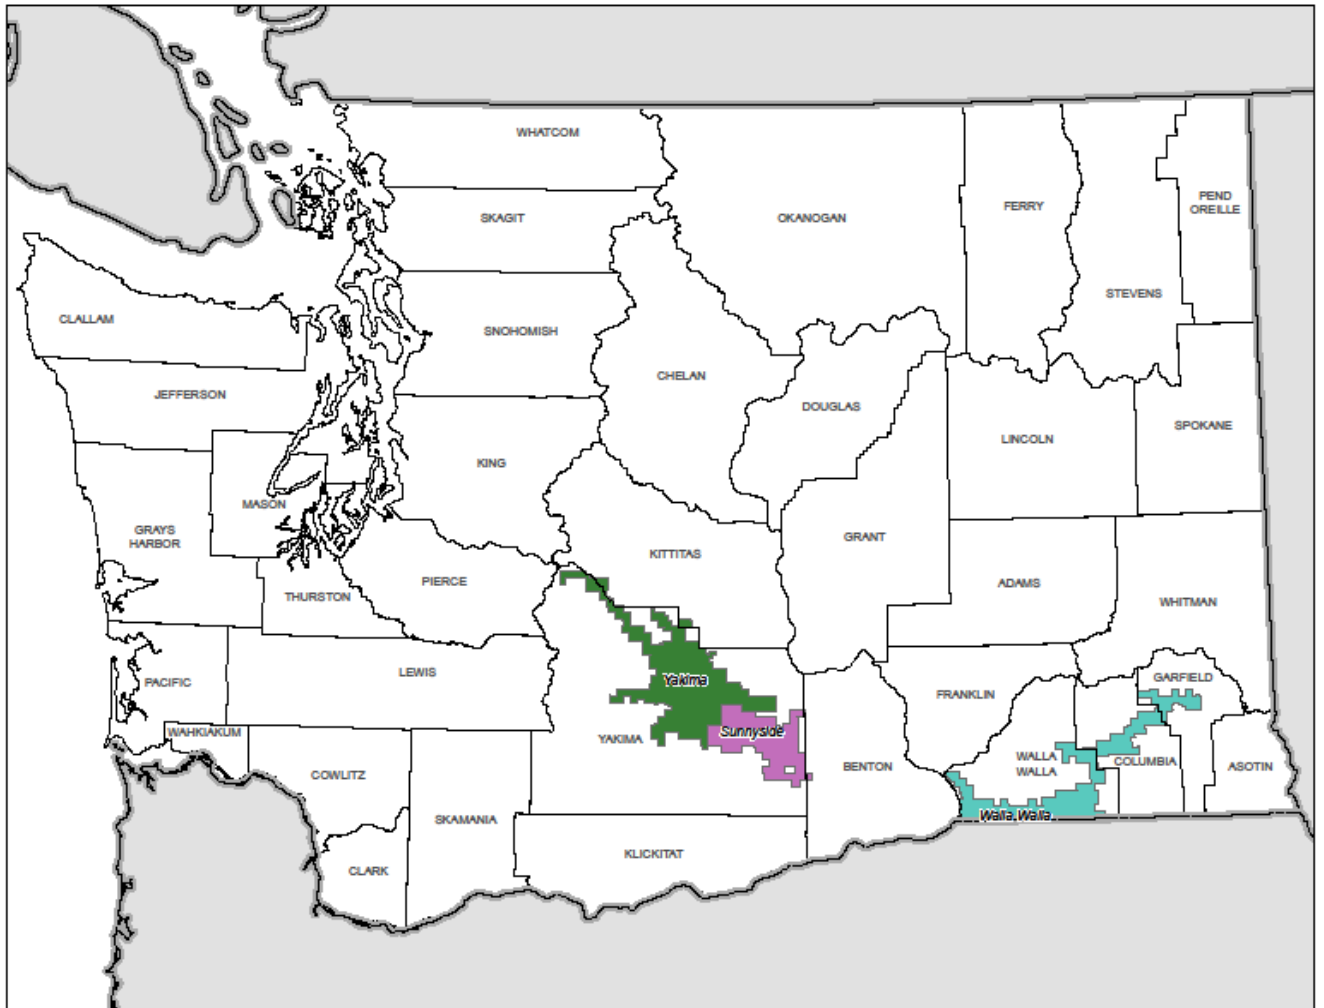 WHATCOM
PEND
OREILLE
FERRY
SKAGIT
OKANOGAN
STEVENS
CLALLAM
SNOHOMISH
CHELAN
JEFFERSON
DOUGLAS
SPOKANE
LINCOLN
KING
MASON
GRAYS
HARBOR
GRANT
KITTITAS
PIERCE
ADAMS
THURSTON
WHITMAN
LEWIS
GARFIELD
Yakima
PACIFIC
FRANKLIN
WAHKIAKUM
Sunnyside
YAKIMA
WALLA
WALLA
COLUMBIA
BENTON
ASOTIN
COWLITZ
Walla Walla
SKAMANIA
KLICKITAT
CLARK